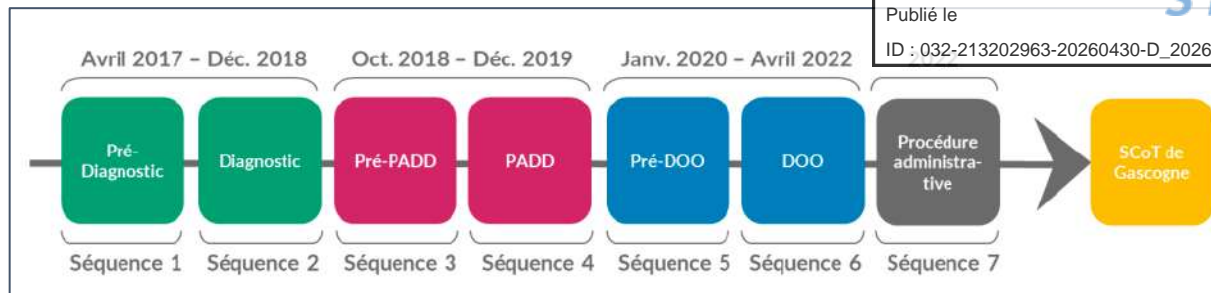 Publié le
ID : 032-213202963-20260430-D_2026
Avril 2017 – Déc. 2018
Oct. 2018 – Déc. 2019
Janv. 2020 – Avril 2022
2022
Pré-
Diagnostic
Diagnostic
Pré-PADD
PADD
Pré-DOO
DOO
Procédure
administra-
tive
SCoT de
Gascogne
Séquence 1
Séquence 2
Séquence 3
Séquence 4
Séquence 5
Séquence 6
Séquence 7